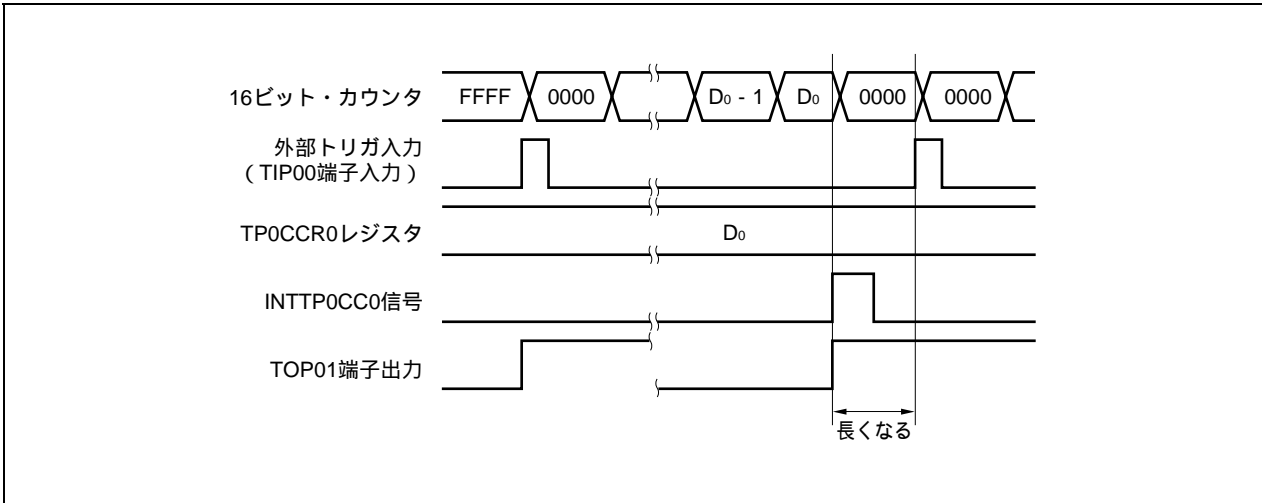 16ビット・カウンタ FFFF 0000 D0 - 1 D0 0000 0000
外部トリガ入力
(TIP00端子入力)
TP0CCR0レジスタ D0
INTTP0CC0信号
TOP01端子出力
長くなる